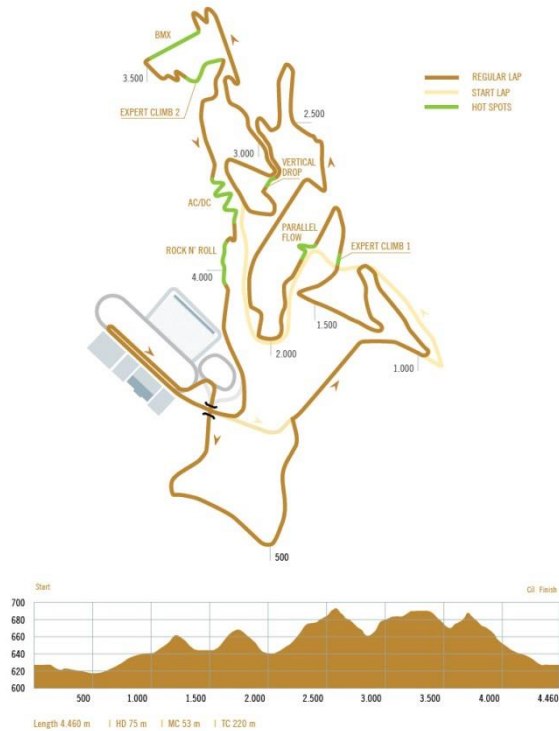 BMX
3.500
EXPERT CLIMB 2
REGULAR LAP
START LAP
HOT SPOTS
2.500
3.000
VERTICAL
DROP
AC/DC
PARALLEL
FLOW
ROCK N' ROLL
EXPERT CLIMB 1
4.000
1.500
2.000
1.000
500
Start
Cil Finish
700
680
660
640
620
600
500 1.000 1.500 2.000 2.500 3.000 3.500 4.000 4.460
Length 4.460 m | HD 75 m | MC 53 m | TC 220 m